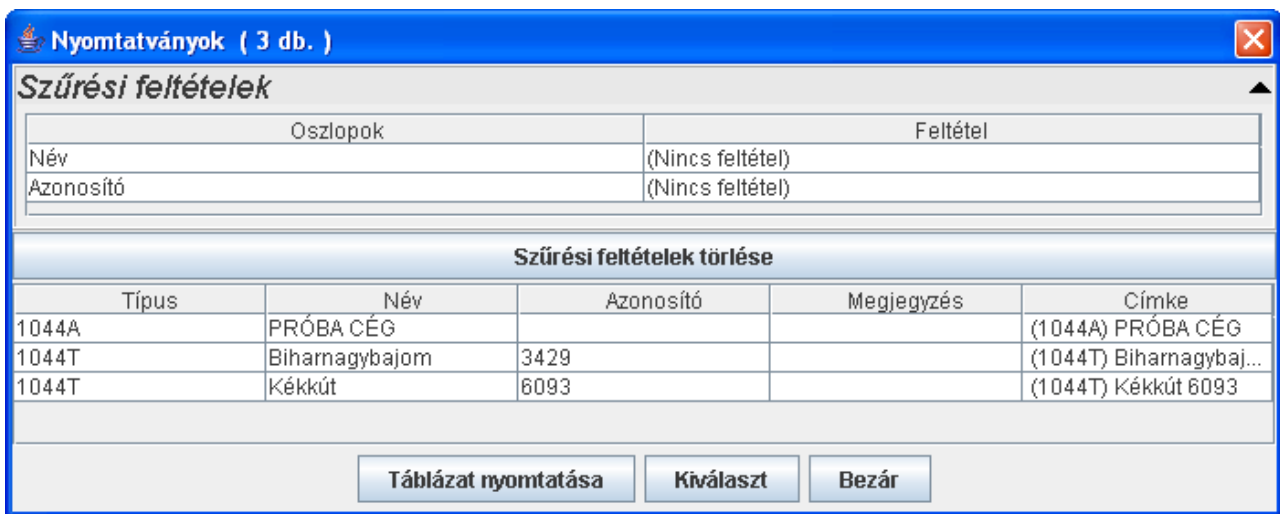 Nyomtatványok ( 3 db. )
Szűrési feltételek
Oszlopok Feltétel
Név (Nincs feltétel)
Azonosító (Nincs feltétel)
Szűrési feltételek törlése
Típus Név Azonosító Megjegyzés Címke
1044A PRÓBA CÉG (1044A) PRÓBA CÉG
1044T Biharnagybajom 3429 (1044T) Biharnagybaj...
1044T Kékkút 6093 (1044T) Kékkút 6093
Táblázat nyomtatása Kiválaszt Bezár